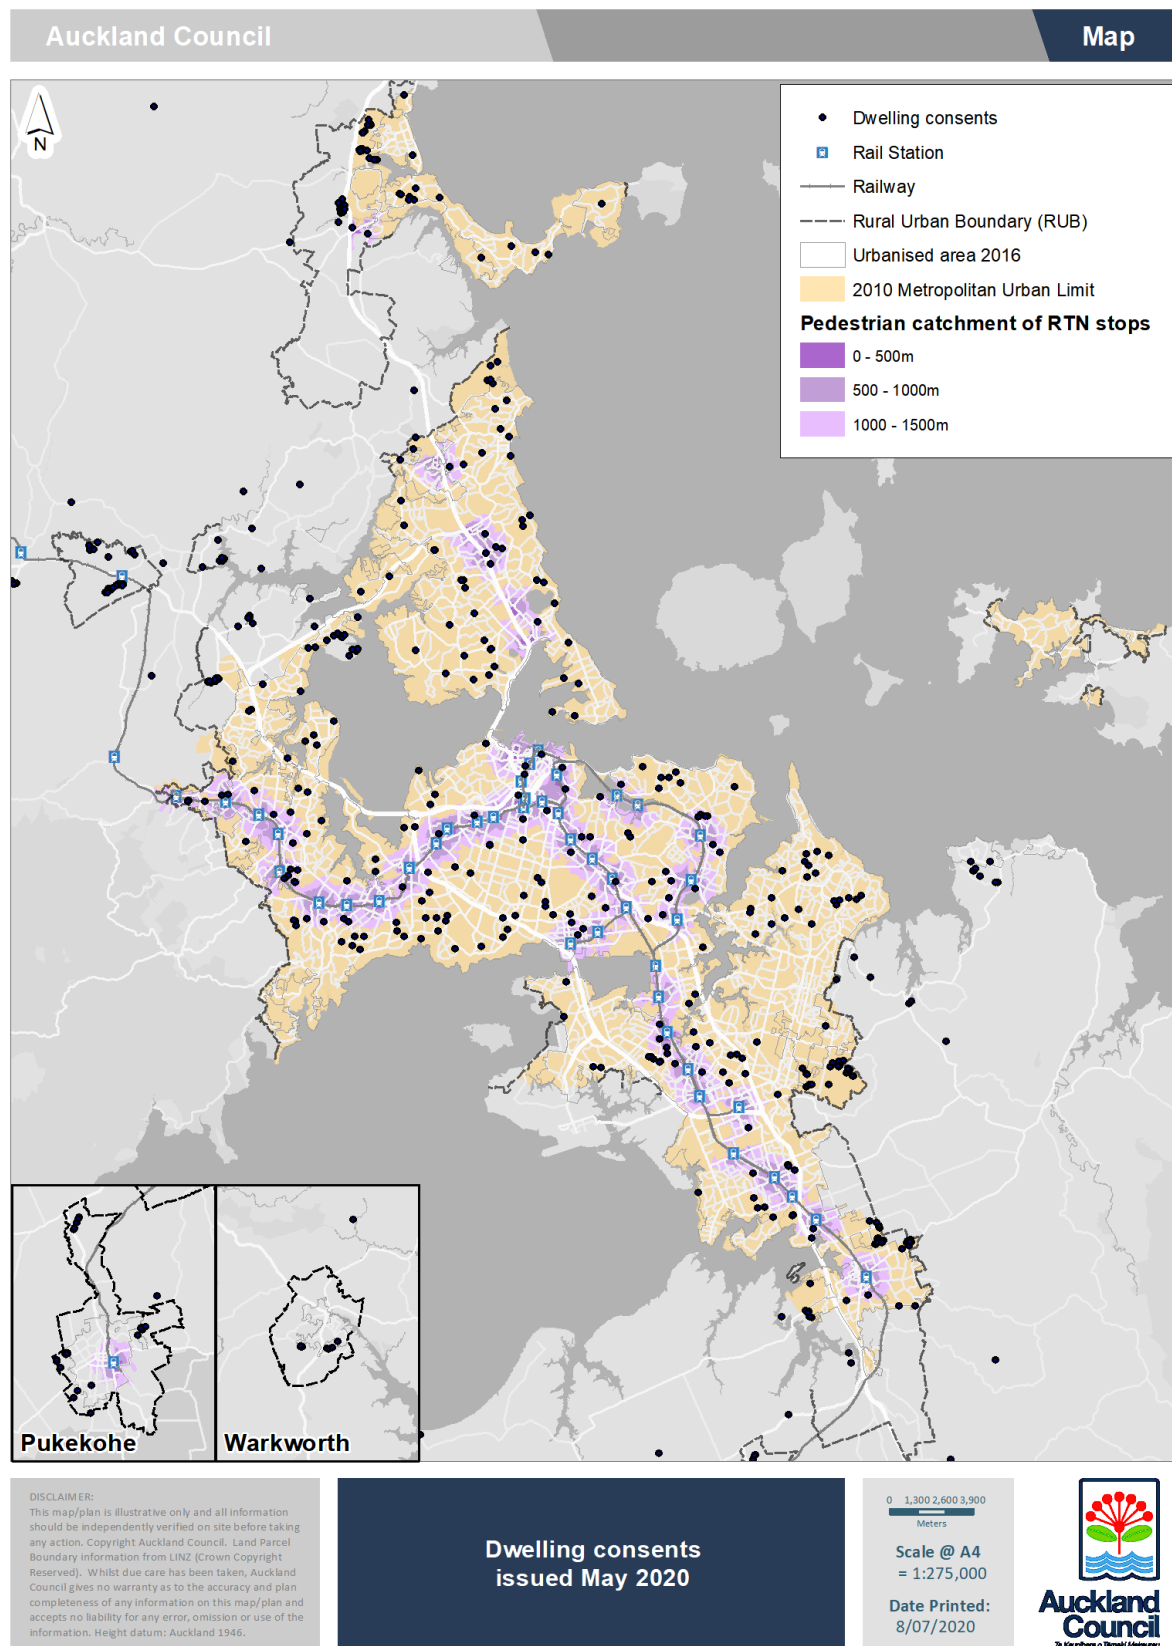 Auckland Council
Map
N
Dwelling consents
Rail Station
Railway
Rural Urban Boundary (RUB)
Urbanised area 2016
2010 Metropolitan Urban Limit
Pedestrian catchment of RTN stops
0 - 500m
500 - 1000m
1000 - 1500m
Pukekohe
Warkworth
DISCLAIMER:
This map/plan is illustrative only and all information
should be independently verified on site before taking
any action. Copyright Auckland Council. Land Parcel
Boundary information from LINZ (Crown Copyright
Reserved). Whilst due care has been taken, Auckland
Council gives no warranty as to the accuracy and plan
completeness of any information on this map/plan and
accepts no liability for any error, omission or use of the
information. Height datum: Auckland 1946.
Dwelling consents
issued May 2020
0 1,300 2,600 3,900
Meters
Scale @ A4
= 1:275,000
Date Printed:
8/07/2020
Auckland
Council
Te Kaunihera o Tāmaki Makaurau